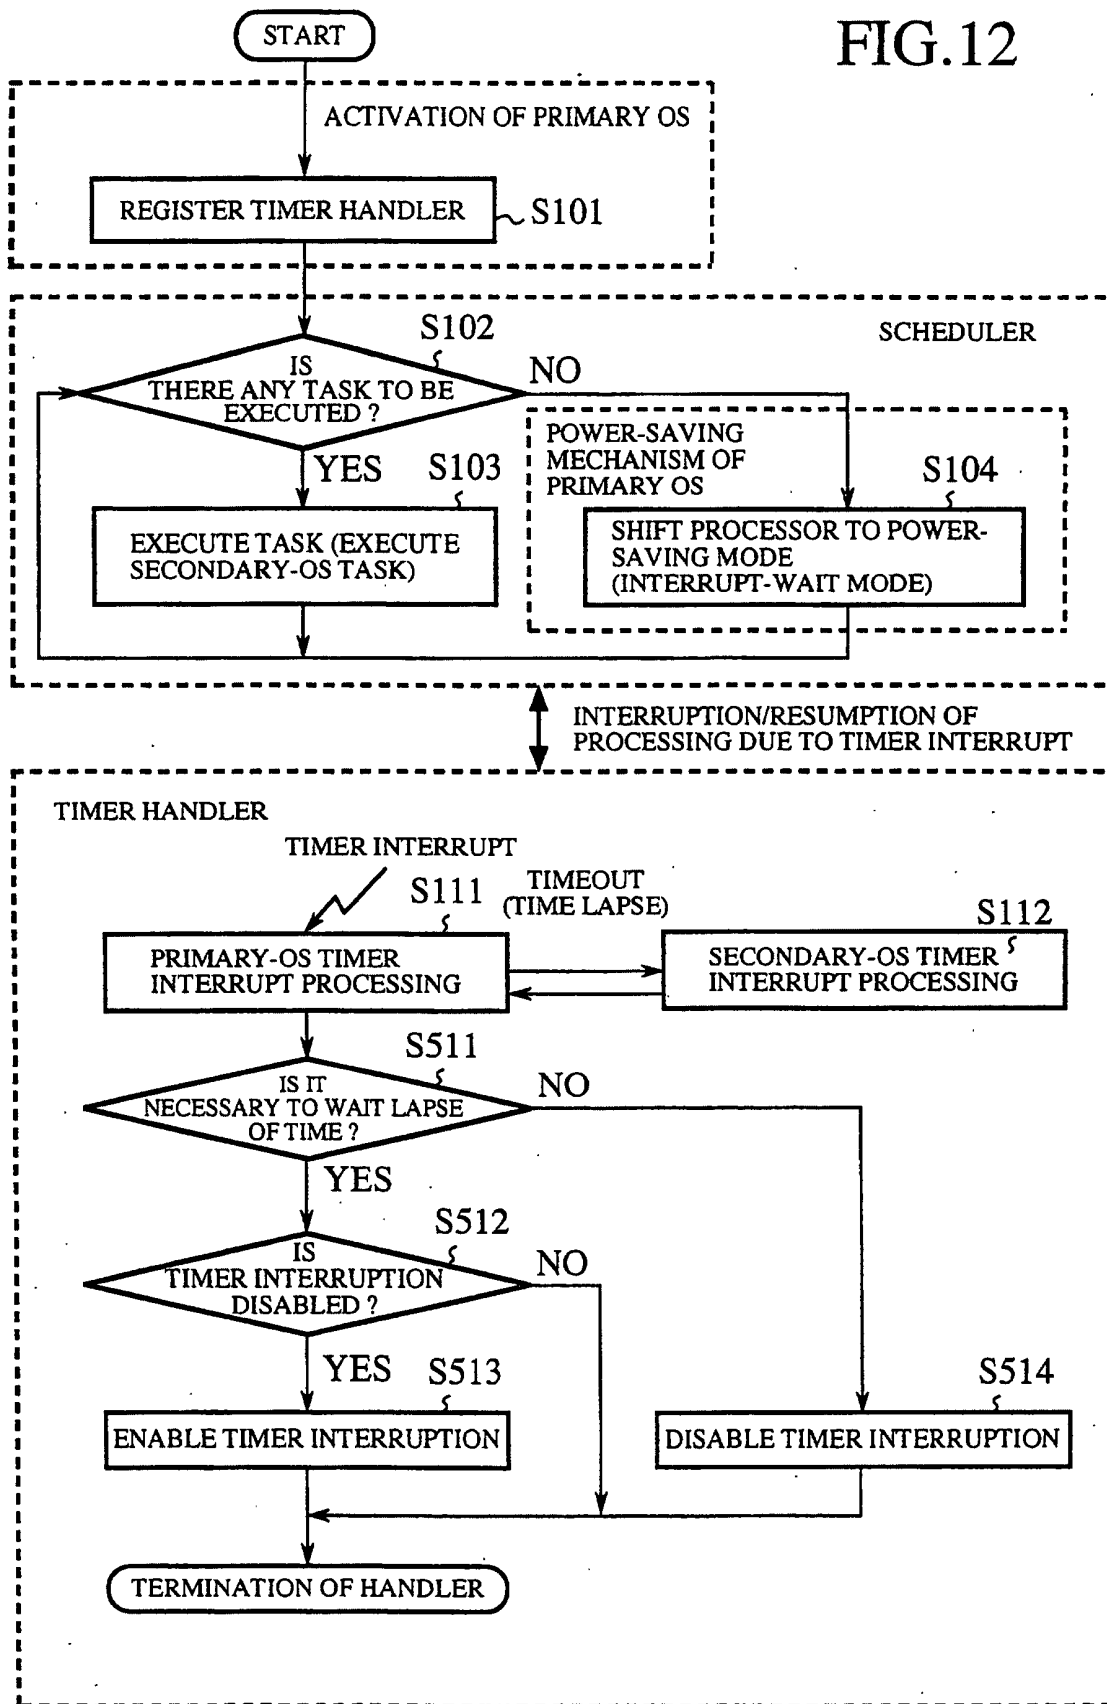 START
FIG.12
ACTIVATION OF PRIMARY OS
REGISTER TIMER HANDLER
S101
S102
SCHEDULER
IS
THERE ANY TASK TO BE
EXECUTED ?
NO
YES
POWER-SAVING
MECHANISM OF
PRIMARY OS
S103
S104
EXECUTE TASK (EXECUTE
SECONDARY-OS TASK)
SHIFT PROCESSOR TO POWER-
SAVING MODE
(INTERRUPT-WAIT MODE)
INTERRUPTION/RESUMPTION OF
PROCESSING DUE TO TIMER INTERRUPT
TIMER HANDLER
TIMER INTERRUPT
S111
TIMEOUT
(TIME LAPSE)
S112
PRIMARY-OS TIMER
INTERRUPT PROCESSING
SECONDARY-OS TIMER
INTERRUPT PROCESSING
S511
IS IT
NECESSARY TO WAIT LAPSE
OF TIME ?
NO
YES
S512
IS
TIMER INTERRUPTION
DISABLED ?
NO
YES
S513
S514
ENABLE TIMER INTERRUPTION
DISABLE TIMER INTERRUPTION
TERMINATION OF HANDLER